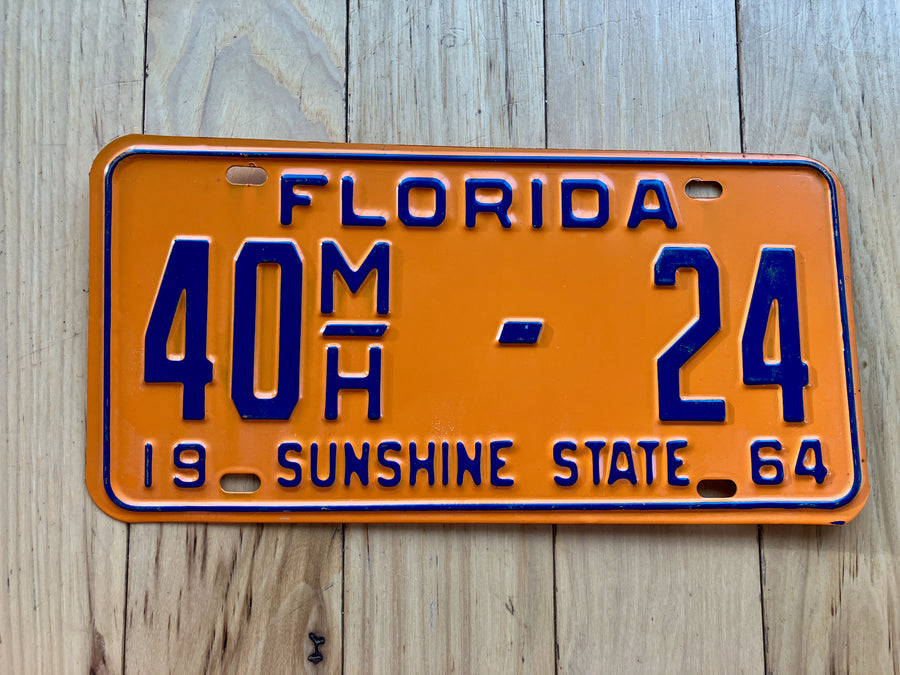 FLORIDA
40 M/H - 24
19 SUNSHINE STATE 64